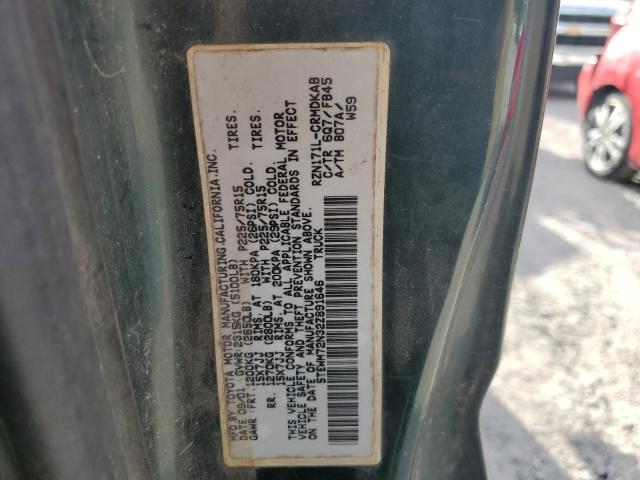 MFD BY TOYOTA MOTOR MANUFACTURING, CALIFORNIA, INC.
DATE 09/01 GVWR 2315KG (5100LB)
GAWR FRT. 1200KG (2650LB) WITH P225/75R15 TIRES.
15X7JJ RIMS. AT 180KPA (26PSI) COLD.
RR. 1270KG (2800LB) WITH P225/75R15 TIRES.
15X7JJ RIMS. AT 200KPA (29PSI) COLD.
THIS VEHICLE CONFORMS TO ALL APPLICABLE FEDERAL MOTOR
VEHICLE SAFETY AND THEFT PREVENTION STANDARDS IN EFFECT
ON THE DATE OF MANUFACTURE SHOWN ABOVE.
5TEWM72N32Z891646 TRUCK
RZN171L-CRMDKAB
C/TR 6Q7/FB45
A/TM B07A/
W59